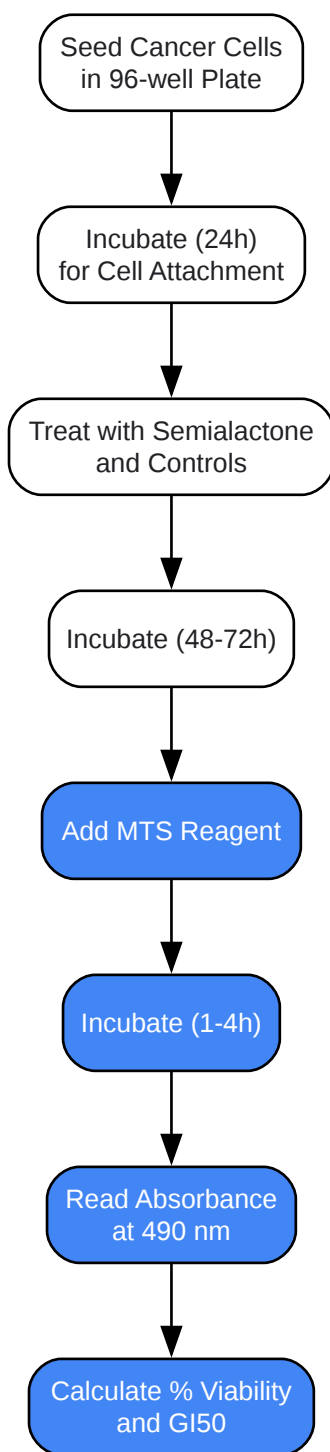 Seed Cancer Cells
in 96-well Plate
Incubate (24h)
for Cell Attachment
Treat with Semialactone
and Controls
Incubate (48-72h)
Add MTS Reagent
Incubate (1-4h)
Read Absorbance
at 490 nm
Calculate % Viability
and GI50